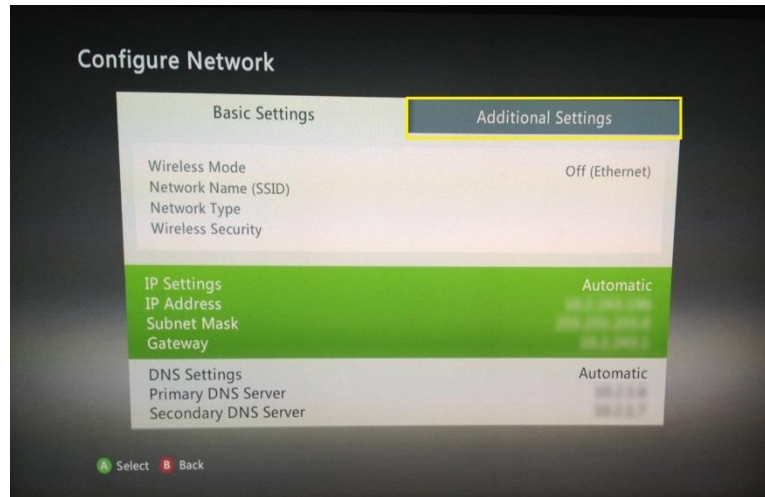 Configure Network
Basic Settings
Additional Settings
Wireless Mode Off (Ethernet)
Network Name (SSID)
Network Type
Wireless Security
IP Settings Automatic
IP Address
Subnet Mask
Gateway
DNS Settings Automatic
Primary DNS Server
Secondary DNS Server
A Select B Back